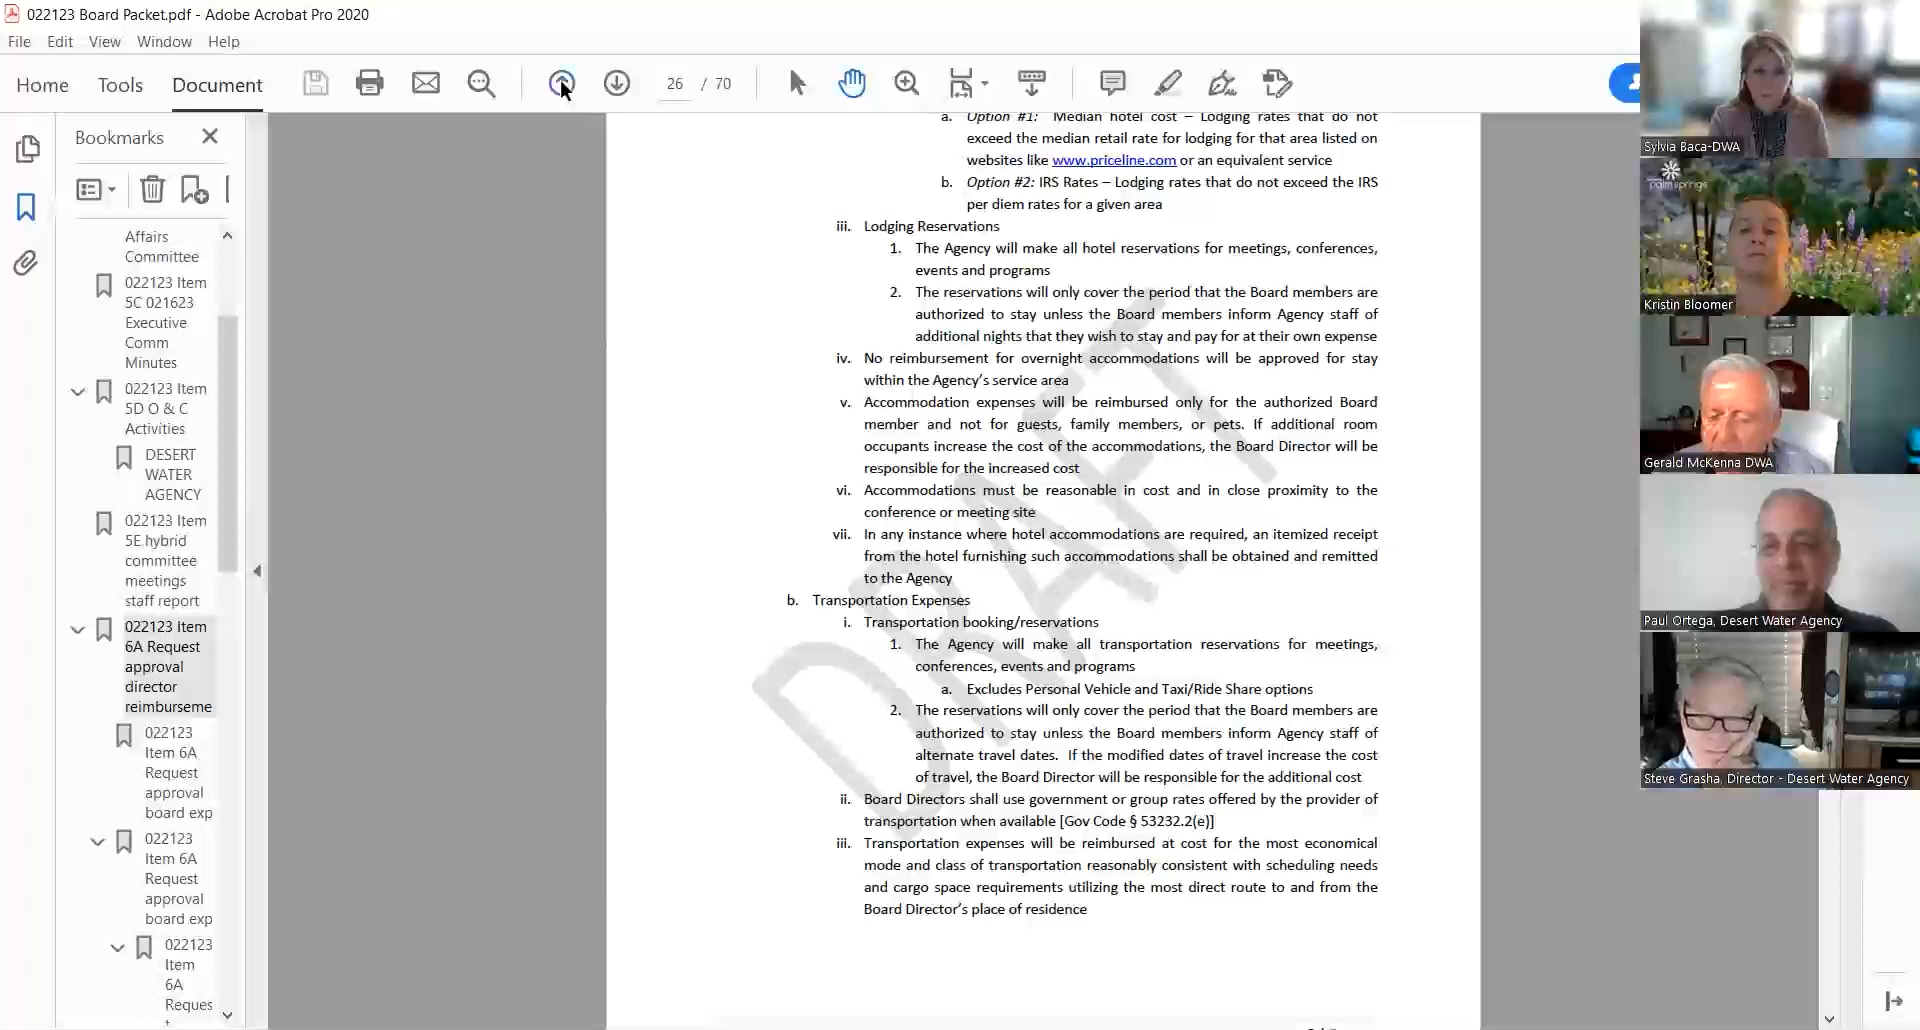 022123 Board Packet.pdf - Adobe Acrobat Pro 2020
File Edit View Window Help
Home Tools Document 26 / 70
Bookmarks
Affairs
Committee
022123 Item
5C 021623
Executive
Comm
Minutes
022123 Item
5D O & C
Activities
DESERT
WATER
AGENCY
022123 Item
5E hybrid
committee
meetings
staff report
022123 Item
6A Request
approval
director
reimburseme
022123
Item 6A
Request
approval
board exp
022123
Item 6A
Request
approval
board exp
022123
Item
6A
Reques
a. Option #1: Median hotel cost – Lodging rates that do not
exceed the median retail rate for lodging for that area listed on
websites like www.priceline.com or an equivalent service
b. Option #2: IRS Rates – Lodging rates that do not exceed the IRS
per diem rates for a given area
iii. Lodging Reservations
1. The Agency will make all hotel reservations for meetings, conferences,
events and programs
2. The reservations will only cover the period that the Board members are
authorized to stay unless the Board members inform Agency staff of
additional nights that they wish to stay and pay for at their own expense
iv. No reimbursement for overnight accommodations will be approved for stay
within the Agency's service area
v. Accommodation expenses will be reimbursed only for the authorized Board
member and not for guests, family members, or pets. If additional room
occupants increase the cost of the accommodations, the Board Director will be
responsible for the increased cost
vi. Accommodations must be reasonable in cost and in close proximity to the
conference or meeting site
vii. In any instance where hotel accommodations are required, an itemized receipt
from the hotel furnishing such accommodations shall be obtained and remitted
to the Agency
b. Transportation Expenses
i. Transportation booking/reservations
1. The Agency will make all transportation reservations for meetings,
conferences, events and programs
a. Excludes Personal Vehicle and Taxi/Ride Share options
2. The reservations will only cover the period that the Board members are
authorized to stay unless the Board members inform Agency staff of
alternate travel dates. If the modified dates of travel increase the cost
of travel, the Board Director will be responsible for the additional cost
ii. Board Directors shall use government or group rates offered by the provider of
transportation when available [Gov Code § 53232.2(e)]
iii. Transportation expenses will be reimbursed at cost for the most economical
mode and class of transportation reasonably consistent with scheduling needs
and cargo space requirements utilizing the most direct route to and from the
Board Director's place of residence
DRAFT
Sylvia Baca-DWA
palm springs
Kristin Bloomer
Gerald McKenna DWA
Paul Ortega, Desert Water Agency
Steve Grasha, Director - Desert Water Agency